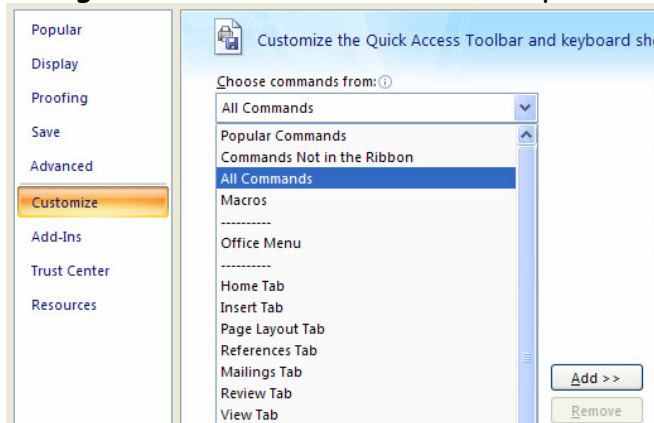 Popular
Display
Proofing
Save
Advanced
Customize
Add-Ins
Trust Center
Resources
Customize the Quick Access Toolbar and keyboard
Choose commands from:
All Commands
Popular Commands
Commands Not in the Ribbon
All Commands
Macros
----------
Office Menu
----------
Home Tab
Insert Tab
Page Layout Tab
References Tab
Mailings Tab
Review Tab
View Tab
Add >>
Remove